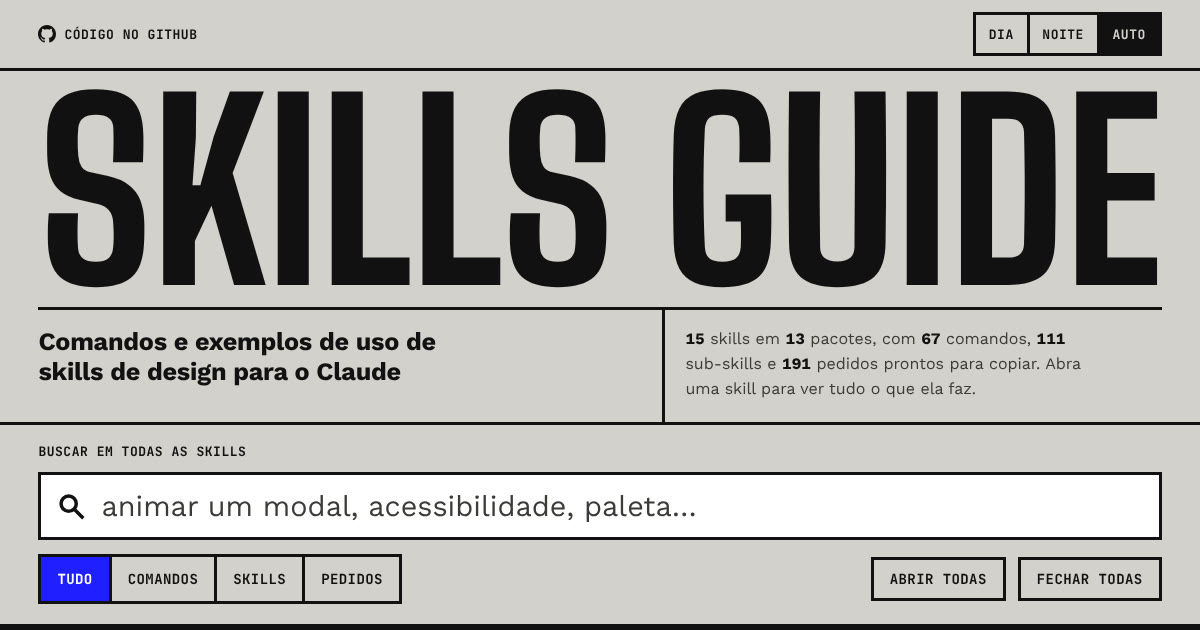 CÓDIGO NO GITHUB
DIA NOITE AUTO
SKILLS GUIDE
Comandos e exemplos de uso de
skills de design para o Claude
15 skills em 13 pacotes, com 67 comandos, 111
sub-skills e 191 pedidos prontos para copiar. Abra
uma skill para ver tudo o que ela faz.
BUSCAR EM TODAS AS SKILLS
animar um modal, acessibilidade, paleta...
TUDO COMANDOS SKILLS PEDIDOS
ABRIR TODAS FECHAR TODAS